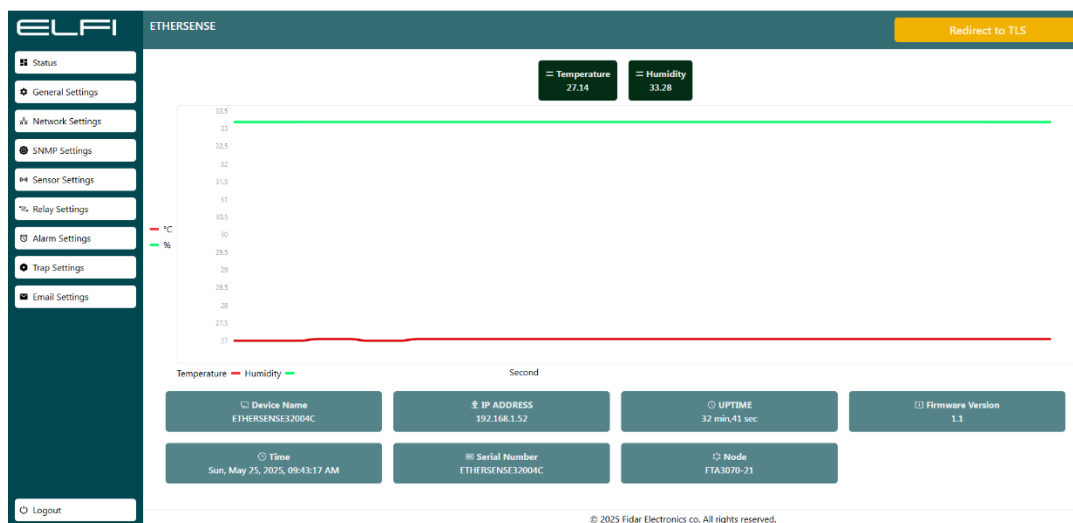 ELFI
ETHERSENSE
Redirect to TLS
Status
General Settings
Network Settings
SNMP Settings
Sensor Settings
Relay Settings
Alarm Settings
Trap Settings
Email Settings
Logout
Temperature
27.14
Humidity
33.28
33.5
33
32.5
32
31.5
31
30.5
30
29.5
29
28.5
28
27.5
27
°C
%
Temperature Humidity
Second
Device Name
ETHERSENSE32004C
IP ADDRESS
192.168.1.52
UPTIME
32 min,41 sec
Firmware Version
1.1
Time
Sun, May 25, 2025, 09:43:17 AM
Serial Number
ETHERSENSE32004C
Node
FTA3070-21
© 2025 Fidar Electronics co. All rights reserved.